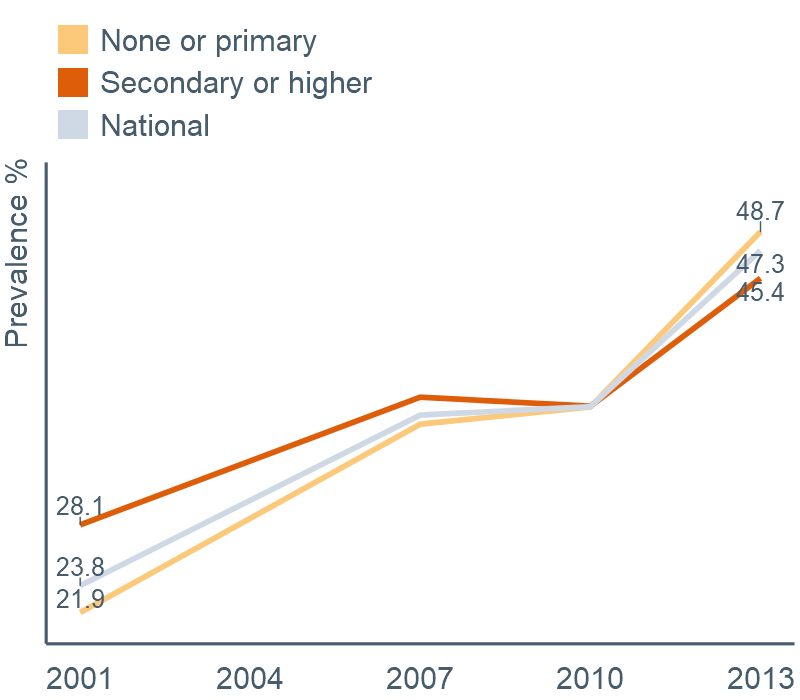 None or primary
Secondary or higher
National
Prevalence %
48.7
47.3
45.4
28.1
23.8
21.9
2001 2004 2007 2010 2013